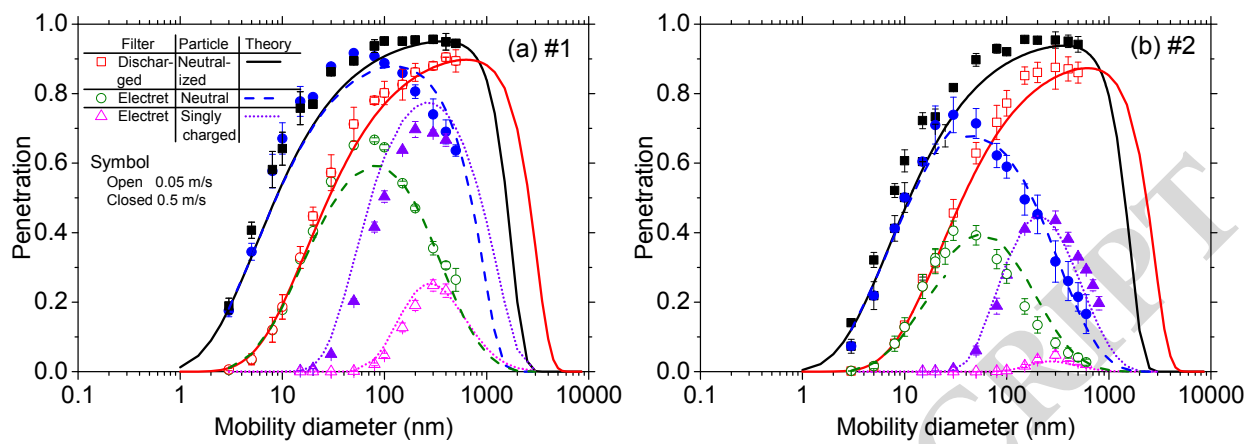 (a) #1
Filter Particle Theory
Dischar- Neutral-
ged ized
Electret Neutral
Electret Singly
charged
Symbol
Open 0.05 m/s
Closed 0.5 m/s
Penetration
1.0
0.8
0.6
0.4
0.2
0.0
0.1 1 10 100 1000 10000
Mobility diameter (nm)
(b) #2
Penetration
1.0
0.8
0.6
0.4
0.2
0.0
0.1 1 10 100 1000 10000
Mobility diameter (nm)
CRIPT